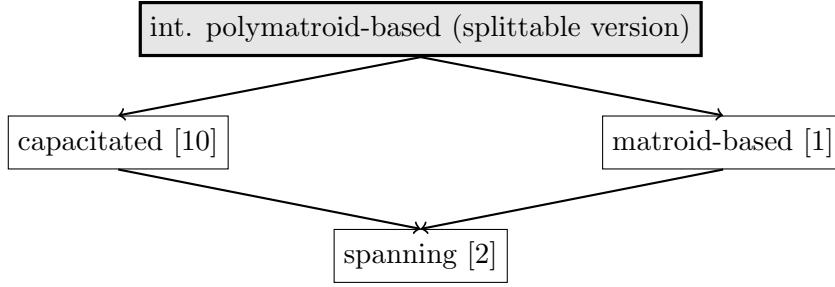 int. polymatroid-based (splittable version)
capacitated [10]
matroid-based [1]
spanning [2]